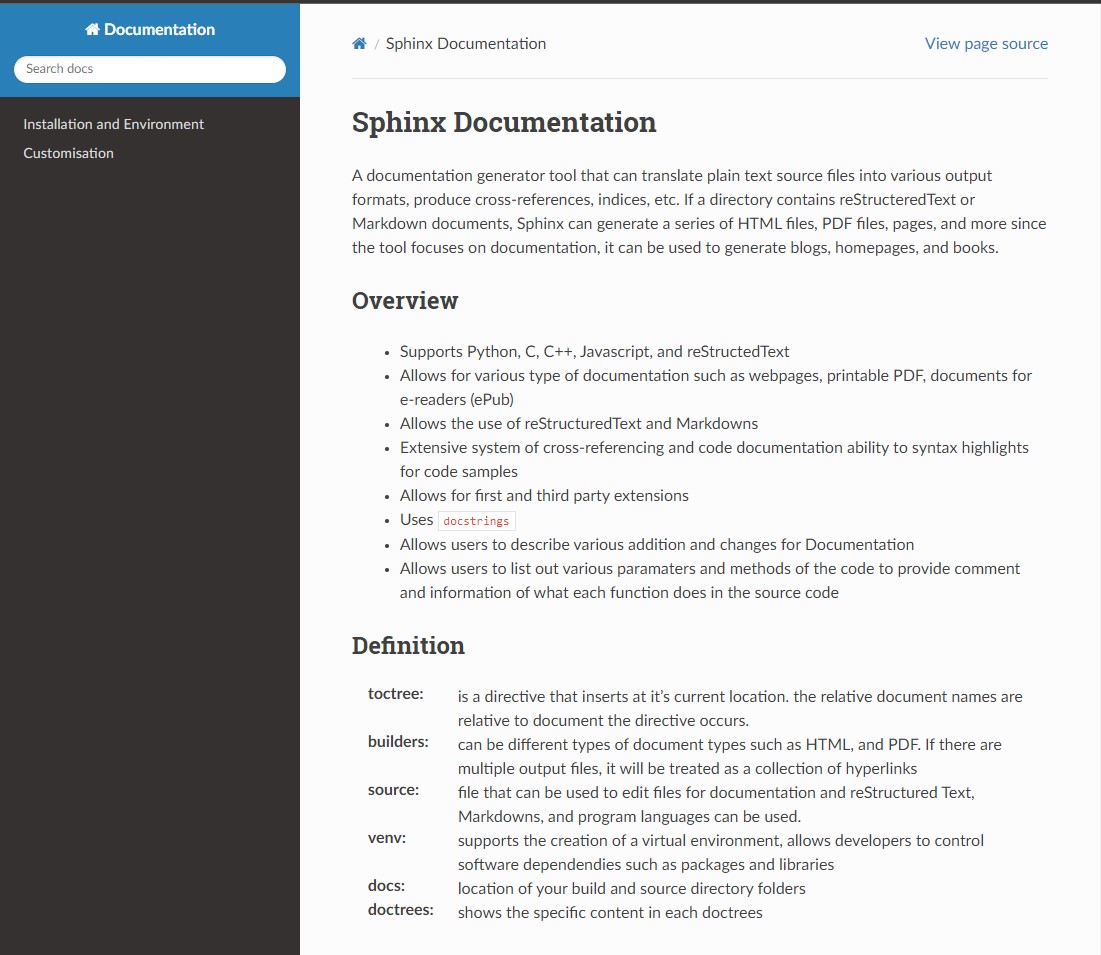 Documentation
Search docs
Installation and Environment
Customisation
/ Sphinx Documentation
View page source
Sphinx Documentation
A documentation generator tool that can translate plain text source files into various output
formats, produce cross-references, indices, etc. If a directory contains reStructeredText or
Markdown documents, Sphinx can generate a series of HTML files, PDF files, pages, and more since
the tool focuses on documentation, it can be used to generate blogs, homepages, and books.
Overview
• Supports Python, C, C++, Javascript, and reStructedText
• Allows for various type of documentation such as webpages, printable PDF, documents for
e-readers (ePub)
• Allows the use of reStructuredText and Markdowns
• Extensive system of cross-referencing and code documentation ability to syntax highlights
for code samples
• Allows for first and third party extensions
• Uses docstrings
• Allows users to describe various addition and changes for Documentation
• Allows users to list out various paramaters and methods of the code to provide comment
and information of what each function does in the source code
Definition
toctree: is a directive that inserts at it's current location. the relative document names are
relative to document the directive occurs.
builders: can be different types of document types such as HTML, and PDF. If there are
multiple output files, it will be treated as a collection of hyperlinks
source: file that can be used to edit files for documentation and reStructured Text,
Markdowns, and program languages can be used.
venv: supports the creation of a virtual environment, allows developers to control
software dependendies such as packages and libraries
docs: location of your build and source directory folders
doctrees: shows the specific content in each doctrees